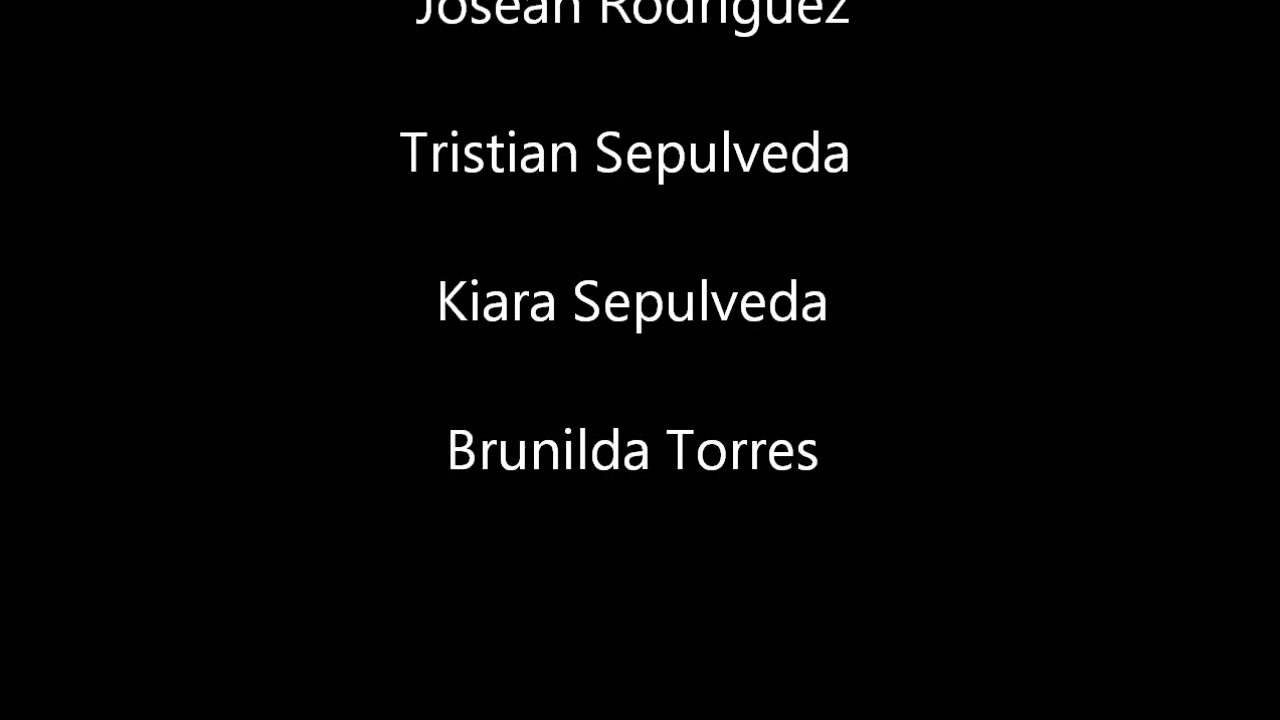 Josean Rodriguez
Tristian Sepulveda
Kiara Sepulveda
Brunilda Torres